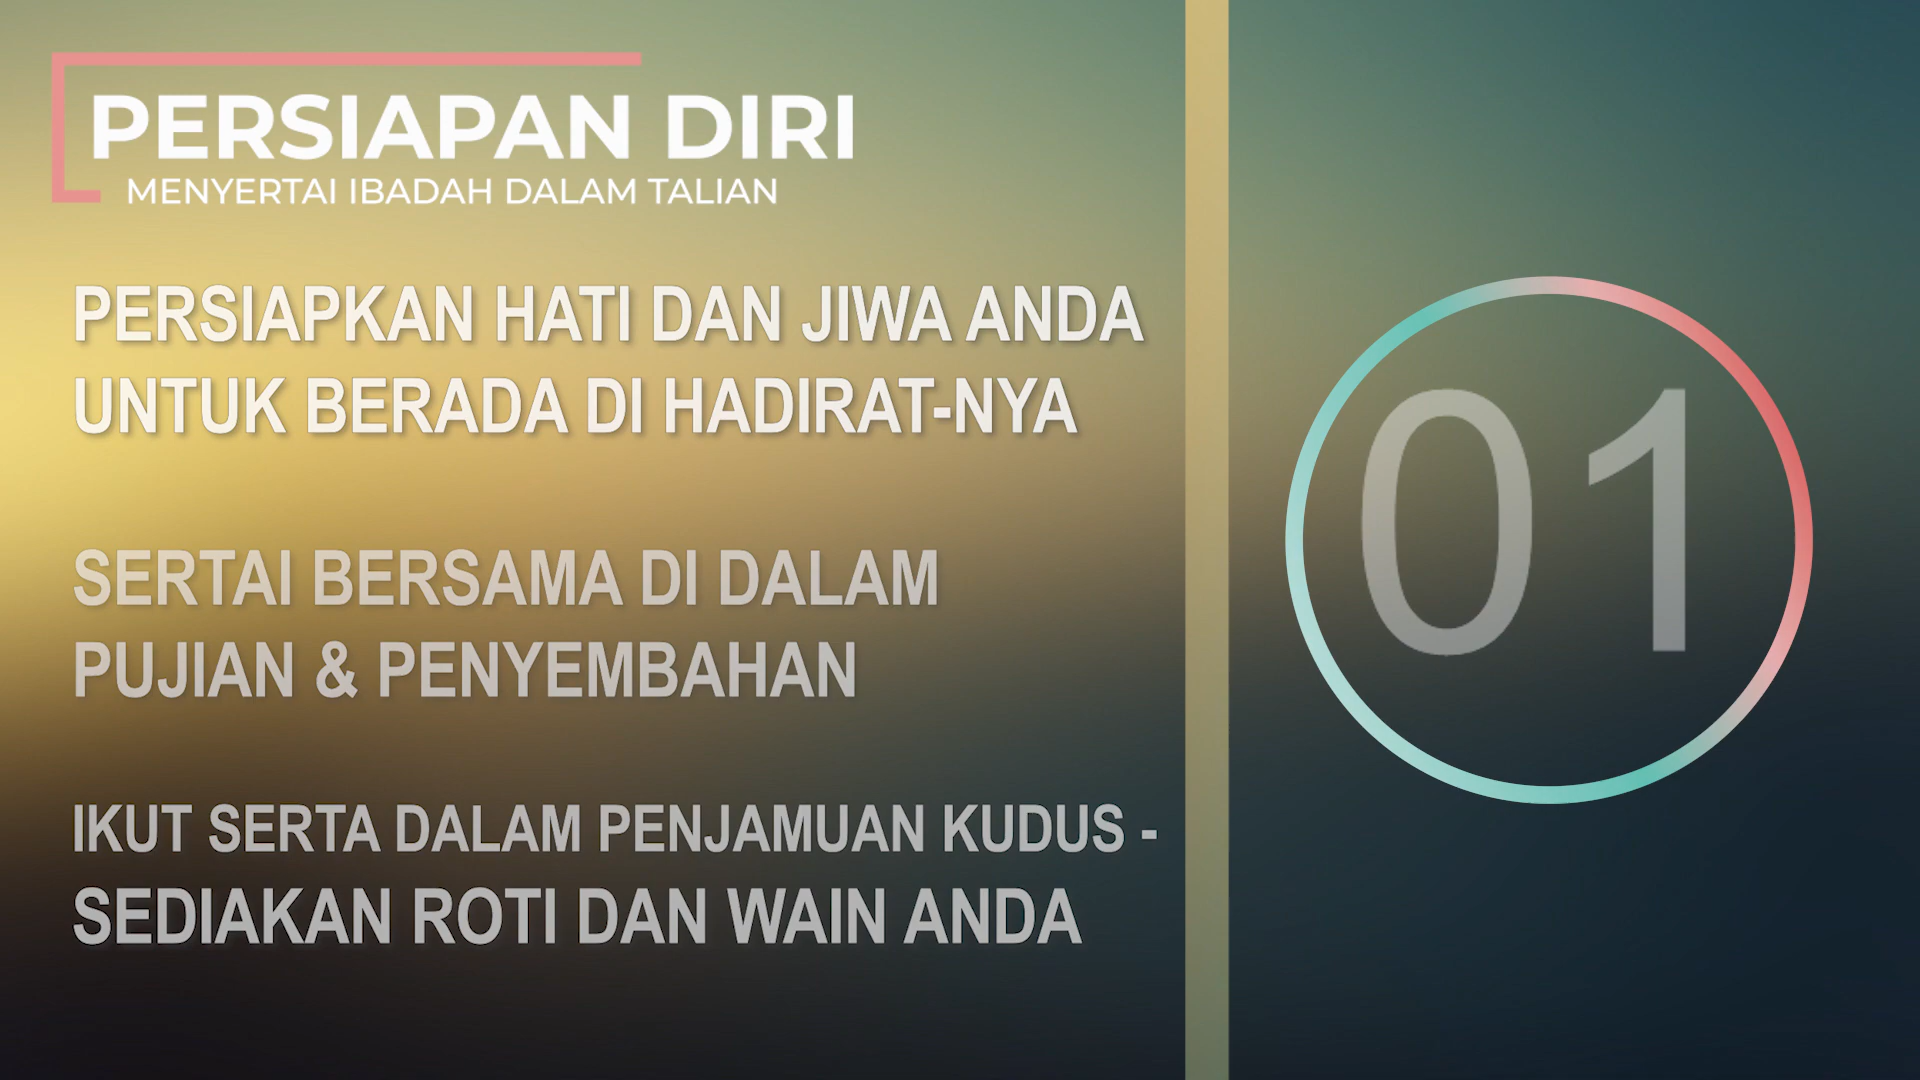 PERSIAPAN DIRI
MENYERTAI IBADAH DALAM TALIAN
PERSIAPKAN HATI DAN JIWA ANDA
UNTUK BERADA DI HADIRAT-NYA
SERTAI BERSAMA DI DALAM
PUJIAN & PENYEMBAHAN
IKUT SERTA DALAM PENJAMUAN KUDUS -
SEDIAKAN ROTI DAN WAIN ANDA
01